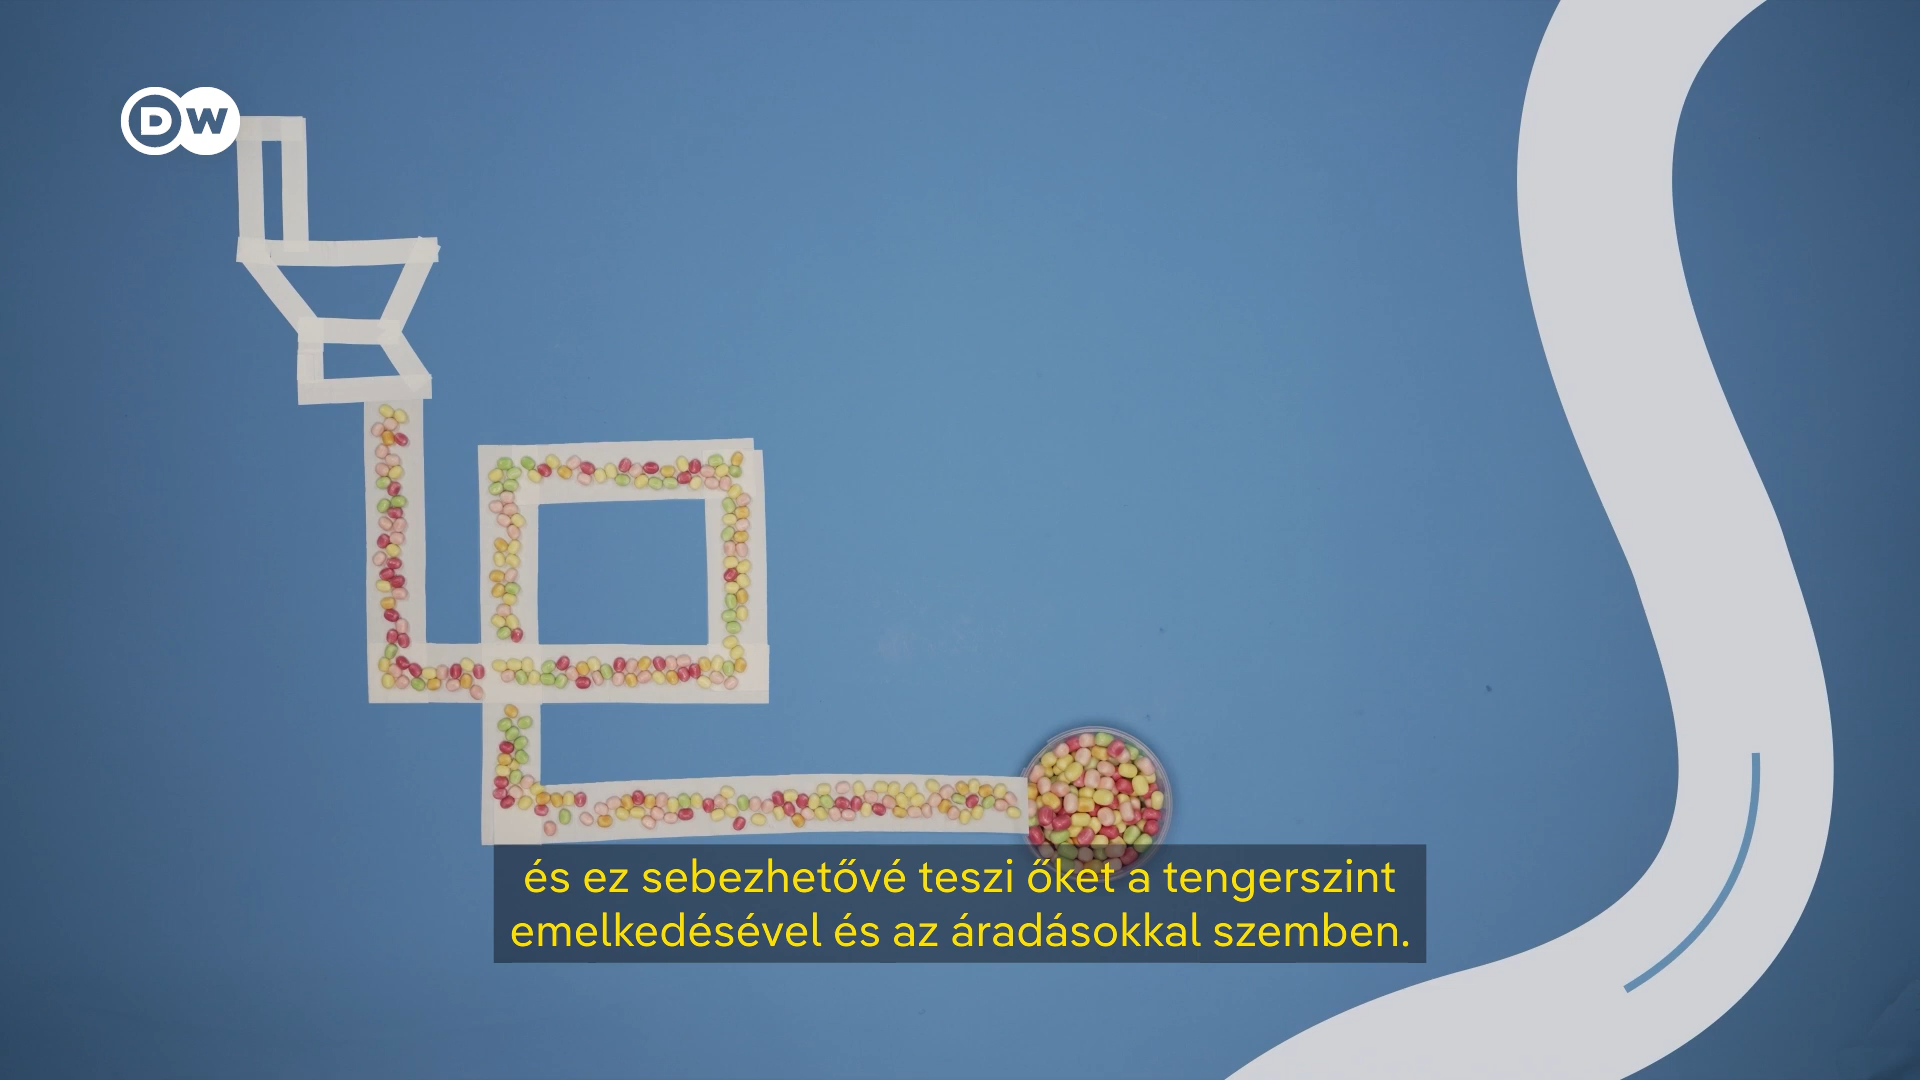 DW
és ez sebezhetővé teszi őket a tengerszint
emelkedésével és az áradásokkal szemben.